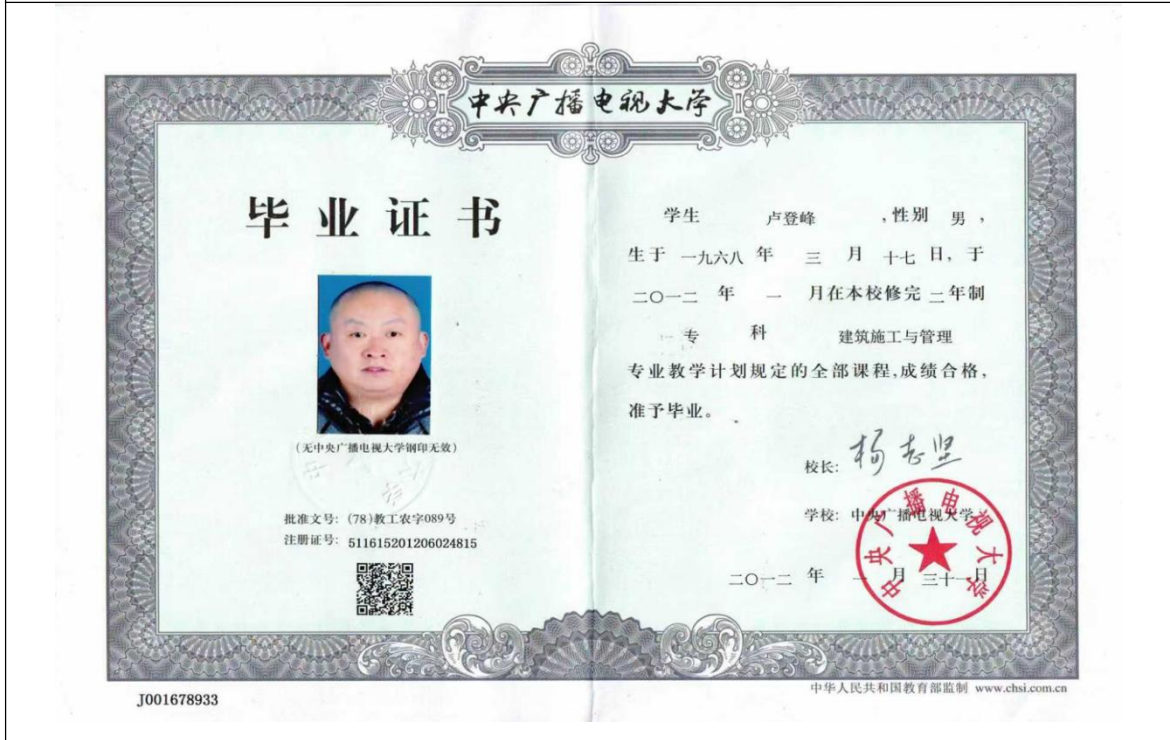 中央广播电视大学
毕业证书
(无中央广播电视大学钢印无效)
批准文号: (78)教工农字089号
注册证号: 511615201206024815
J001678933
学生 卢登峰 ,性别 男 ,
生于 一九六八 年 三 月 十七 日, 于
二〇一二 年 一 月在本校修完 二年制
专 科 建筑施工与管理
专业教学计划规定的全部课程,成绩合格,
准予毕业。
校长: 杨志坚
学校: 中央广播电视大学
中央广播电视大学
二〇一二 年 一 月 三十一日
中华人民共和国教育部监制 www.chsi.com.cn